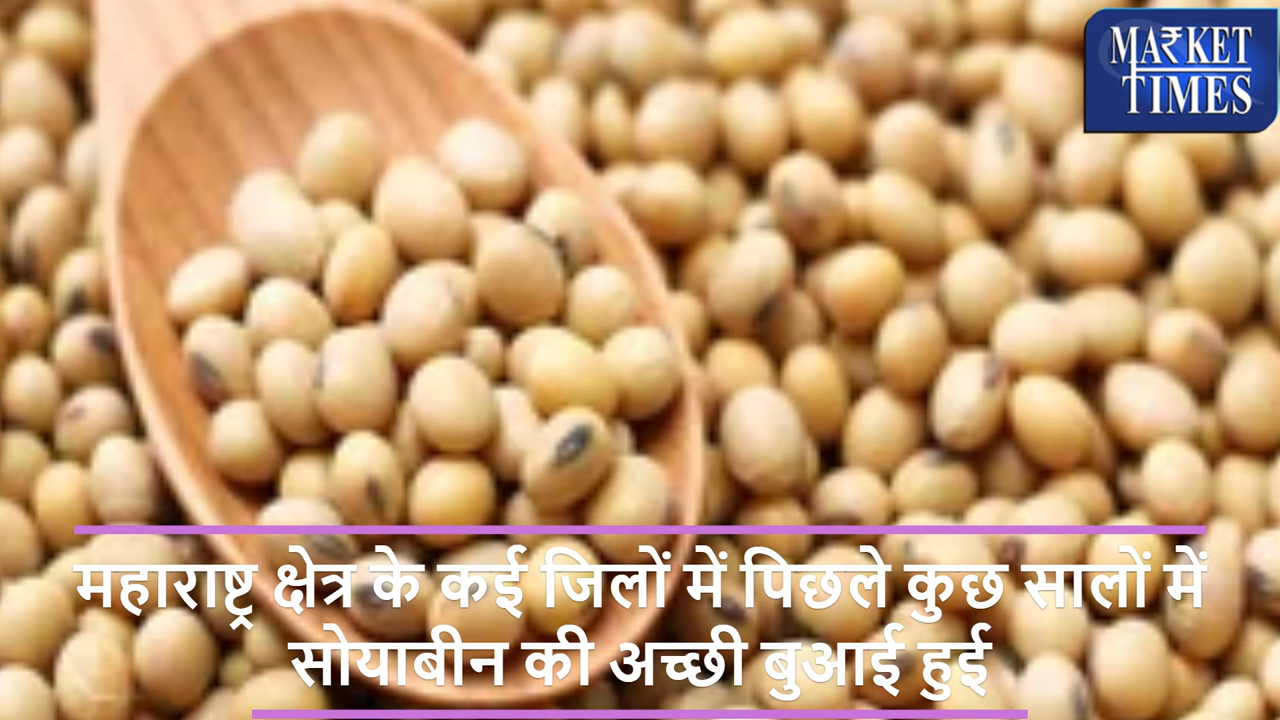 MA₹KET
TIMES
महाराष्ट्र क्षेत्र के कई जिलों में पिछले कुछ सालों में
सोयाबीन की अच्छी बुआई हुई